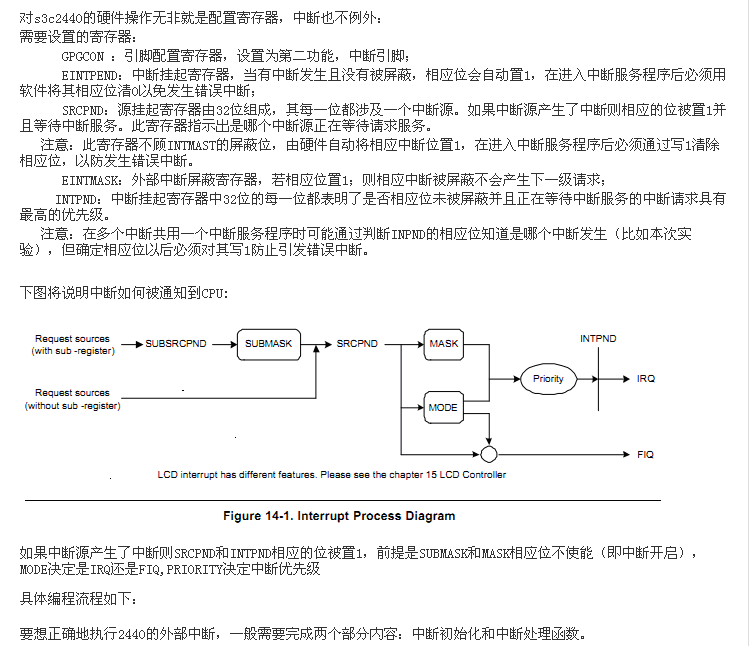 对s3c2440的硬件操作无非就是配置寄存器，中断也不例外：
需要设置的寄存器：
GPGCON ：引脚配置寄存器，设置为第二功能，中断引脚；
EINTPEND：中断挂起寄存器，当有中断发生且没有被屏蔽，相应位会自动置1，在进入中断服务程序后必须用
软件将其相应位清0以免发生错误中断；
SRCPND：源挂起寄存器由32位组成，其每一位都涉及一个中断源。如果中断源产生了中断则相应的位被置1并
且等待中断服务。此寄存器指示出是哪个中断源正在等待请求服务。
注意：此寄存器不顾INTMAST的屏蔽位，由硬件自动将相应中断位置1，在进入中断服务程序后必须通过写1清除
相应位，以防发生错误中断。
EINTMASK：外部中断屏蔽寄存器，若相应位置1；则相应中断被屏蔽不会产生下一级请求；
INTPND：中断挂起寄存器中32位的每一位都表明了是否相应位未被屏蔽并且正在等待中断服务的中断请求具有
最高的优先级。
注意：在多个中断共用一个中断服务程序时可能通过判断INPND的相应位知道是哪个中断发生（比如本次实
验），但确定相应位以后必须对其写1防止引发错误中断。
下图将说明中断如何被通知到CPU：
Request sources
(with sub -register)
SUBSRCPND
SUBMASK
SRCPND
MASK
INTPND
Priority
IRQ
Request sources
(without sub -register)
MODE
FIQ
LCD interrupt has different features. Please see the chapter 15 LCD Controller
Figure 14-1. Interrupt Process Diagram
如果中断源产生了中断则SRCPND和INTPND相应的位被置1，前提是SUBMASK和MASK相应位不使能（即中断开启），
MODE决定是IRQ还是FIQ,PRIORITY决定中断优先级
具体编程流程如下：
要想正确地执行2440的外部中断，一般需要完成两个部分内容：中断初始化和中断处理函数。